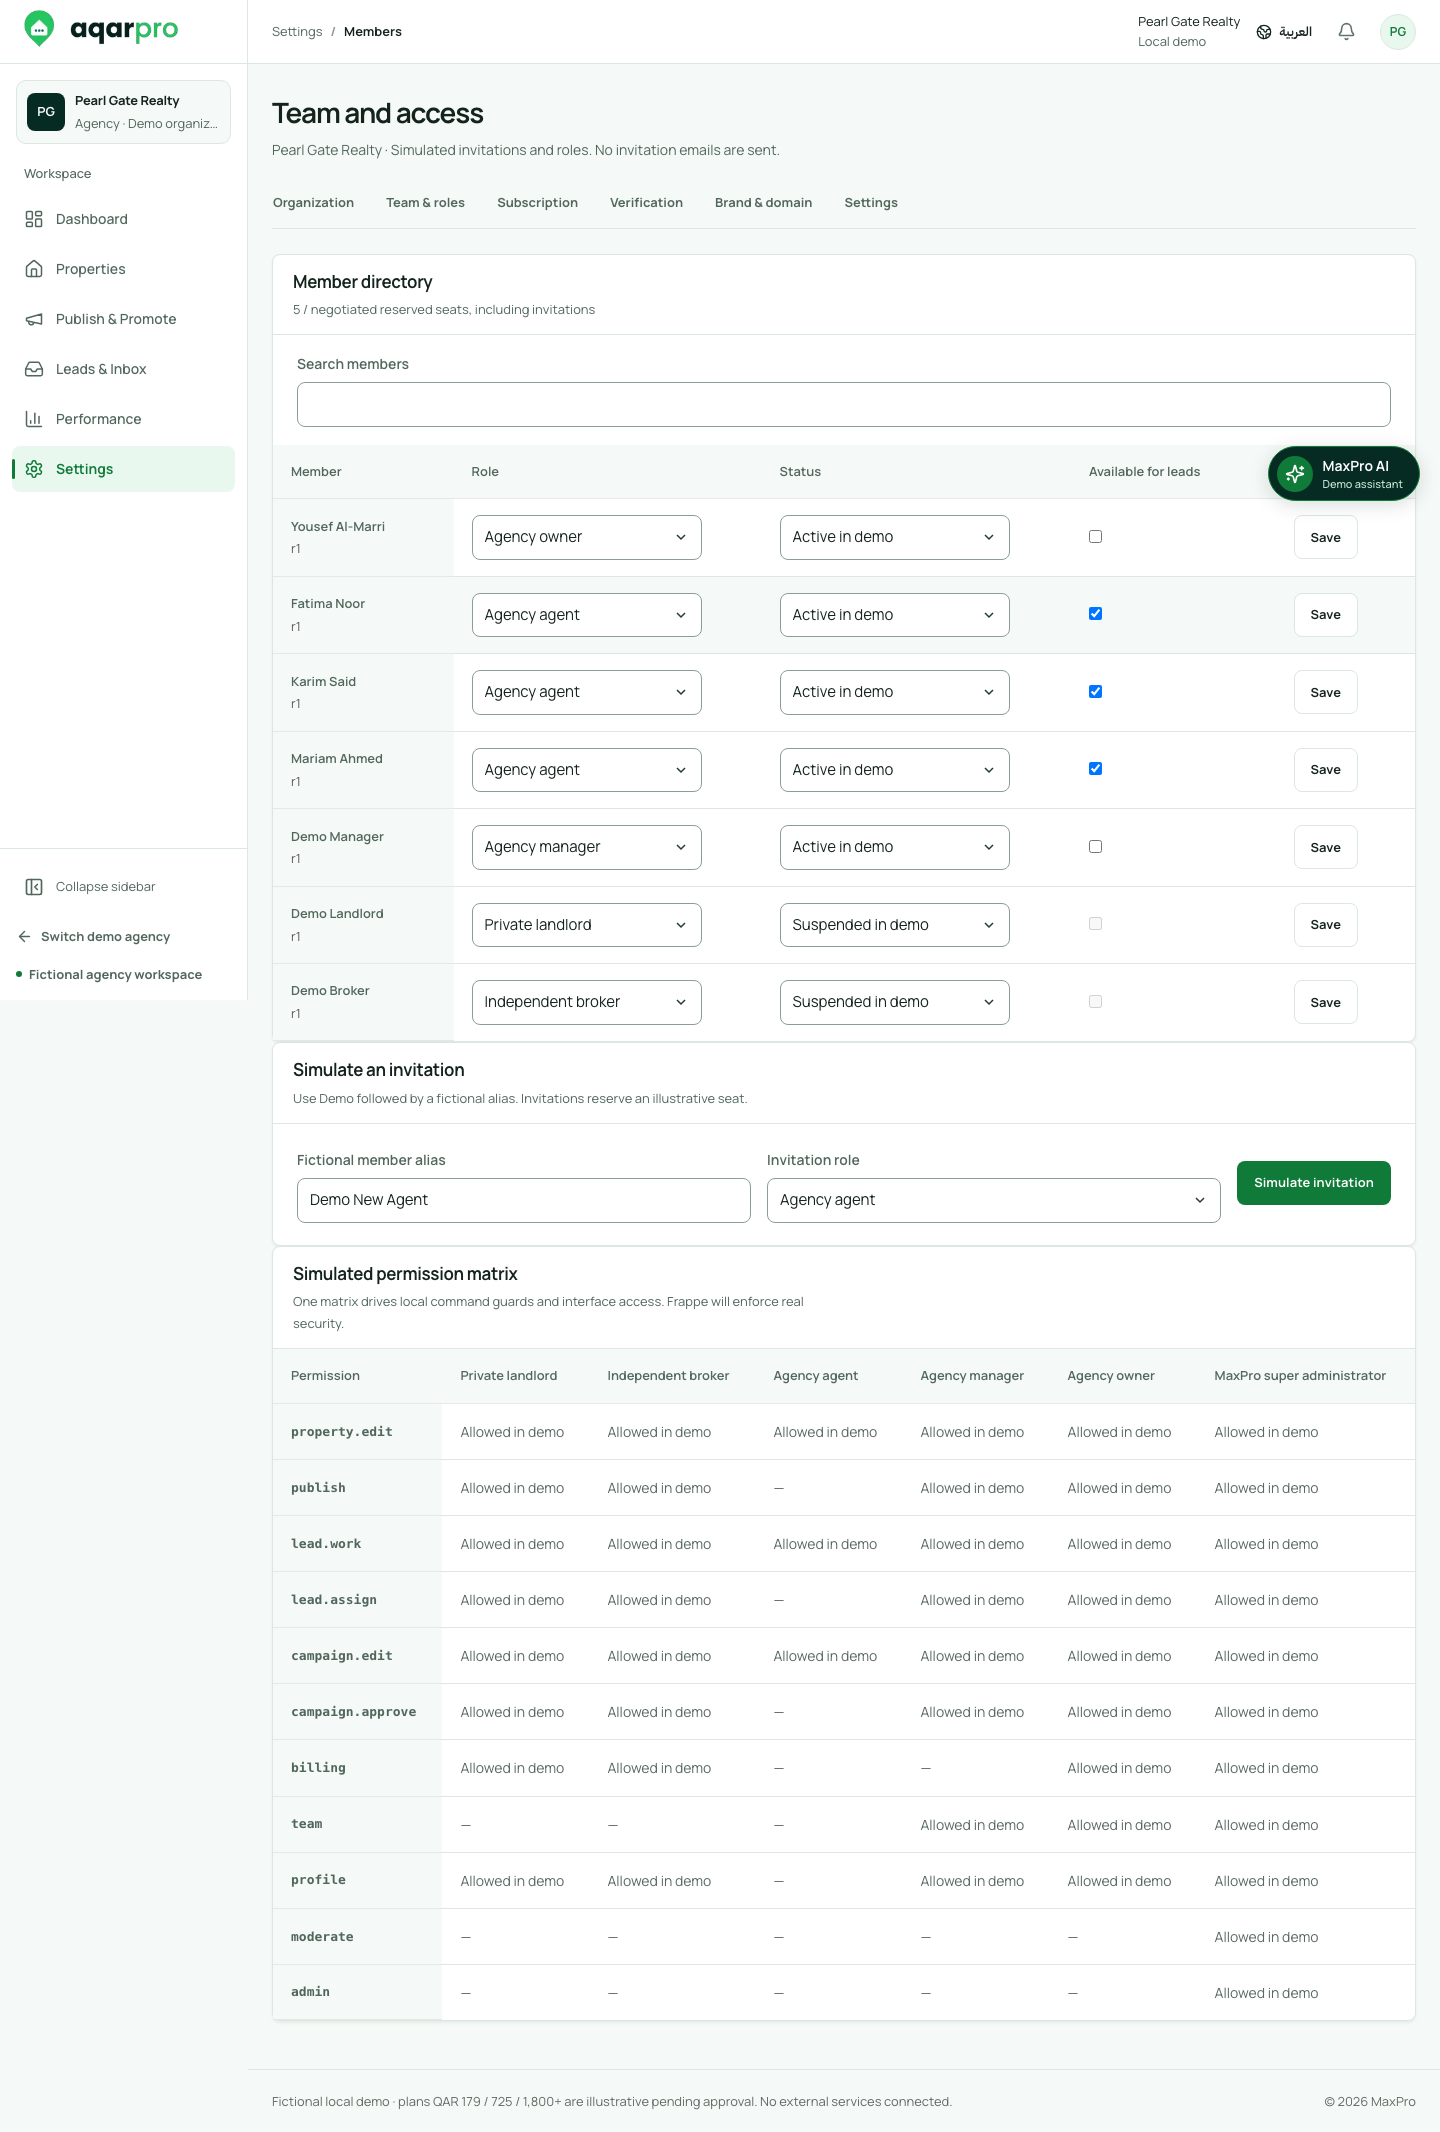 aqarpro
Settings / Members
Pearl Gate Realty
Local demo
العربية
PG
PG
Pearl Gate Realty
Agency · Demo organiz...
Workspace
Dashboard
Properties
Publish & Promote
Leads & Inbox
Performance
Settings
Collapse sidebar
Switch demo agency
Fictional agency workspace
Team and access
Pearl Gate Realty · Simulated invitations and roles. No invitation emails are sent.
Organization Team & roles Subscription Verification Brand & domain Settings
Member directory
5 / negotiated reserved seats, including invitations
Search members
Member Role Status Available for leads
MaxPro AI
Demo assistant
Yousef Al-Marri
r1
Agency owner Active in demo Save
Fatima Noor
r1
Agency agent Active in demo Save
Karim Said
r1
Agency agent Active in demo Save
Mariam Ahmed
r1
Agency agent Active in demo Save
Demo Manager
r1
Agency manager Active in demo Save
Demo Landlord
r1
Private landlord Suspended in demo Save
Demo Broker
r1
Independent broker Suspended in demo Save
Simulate an invitation
Use Demo followed by a fictional alias. Invitations reserve an illustrative seat.
Fictional member alias Invitation role
Demo New Agent Agency agent Simulate invitation
Simulated permission matrix
One matrix drives local command guards and interface access. Frappe will enforce real
security.
Permission Private landlord Independent broker Agency agent Agency manager Agency owner MaxPro super administrator
property.edit Allowed in demo Allowed in demo Allowed in demo Allowed in demo Allowed in demo Allowed in demo
publish Allowed in demo Allowed in demo — Allowed in demo Allowed in demo Allowed in demo
lead.work Allowed in demo Allowed in demo Allowed in demo Allowed in demo Allowed in demo Allowed in demo
lead.assign Allowed in demo Allowed in demo — Allowed in demo Allowed in demo Allowed in demo
campaign.edit Allowed in demo Allowed in demo Allowed in demo Allowed in demo Allowed in demo Allowed in demo
campaign.approve Allowed in demo Allowed in demo — Allowed in demo Allowed in demo Allowed in demo
billing Allowed in demo Allowed in demo — — Allowed in demo Allowed in demo
team — — — Allowed in demo Allowed in demo Allowed in demo
profile Allowed in demo Allowed in demo — Allowed in demo Allowed in demo Allowed in demo
moderate — — — — — Allowed in demo
admin — — — — — Allowed in demo
Fictional local demo · plans QAR 179 / 725 / 1,800+ are illustrative pending approval. No external services connected.
© 2026 MaxPro